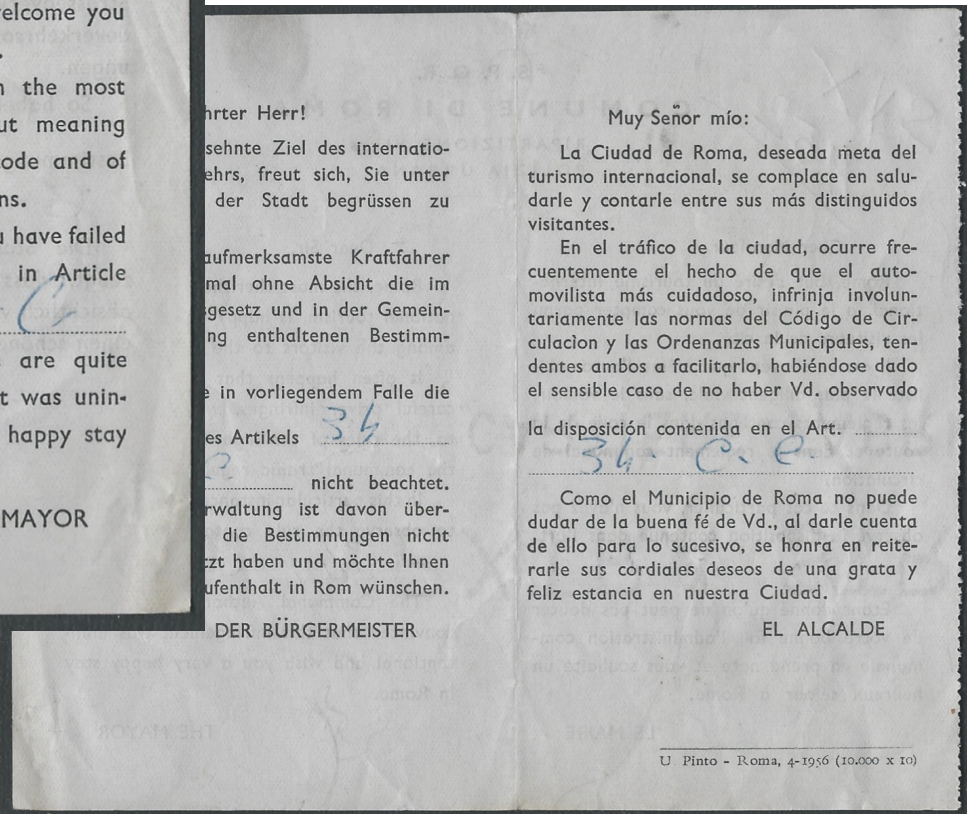 elcome you
n the most
ut meaning
ode and of
ns.
u have failed
in Article
C
are quite
t was unin-
happy stay
MAYOR
hrter Herr!
sehnte Ziel des internatio-
ehrs, freut sich, Sie unter
der Stadt begrüssen zu
aufmerksamste Kraftfahrer
mal ohne Absicht die im
gesetz und in der Gemein-
ng enthaltenen Bestimm-
e in vorliegendem Falle die
es Artikels 34
nicht beachtet.
rwaltung ist davon über-
die Bestimmungen nicht
tzt haben und möchte Ihnen
ufenthalt in Rom wünschen.
DER BÜRGERMEISTER
Muy Señor mío:
La Ciudad de Roma, deseada meta del
turismo internacional, se complace en salu-
darle y contarle entre sus más distinguidos
visitantes.
En el tráfico de la ciudad, ocurre fre-
cuentemente el hecho de que el auto-
movilista más cuidadoso, infrinja involun-
tariamente las normas del Código de Cir-
culacìon y las Ordenanzas Municipales, ten-
dentes ambos a facilitarlo, habiéndose dado
el sensible caso de no haber Vd. observado
la disposición contenida en el Art.
34. C. e.
Como el Municipio de Roma no puede
dudar de la buena fé de Vd., al darle cuenta
de ello para lo sucesivo, se honra en reite-
rarle sus cordiales deseos de una grata y
feliz estancia en nuestra Ciudad.
EL ALCALDE
U. Pinto - Roma, 4-1956 (10.000 x 10)